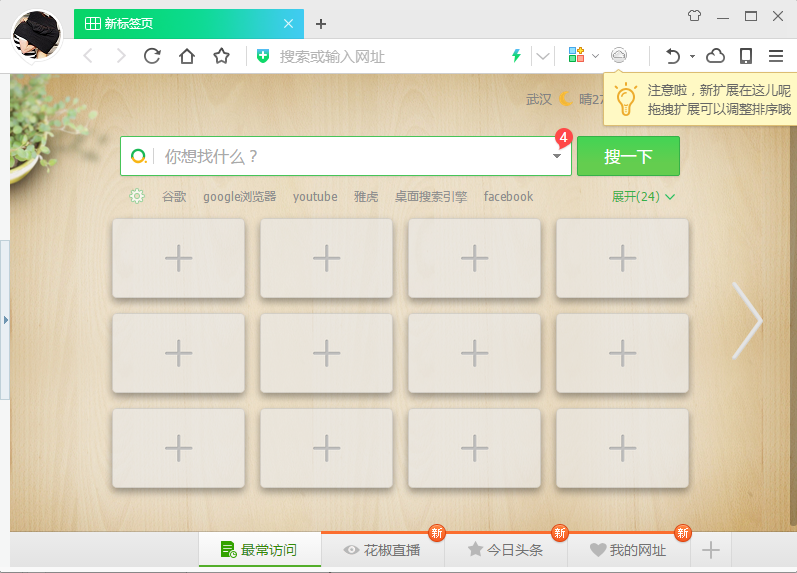 新标签页
搜索或输入网址
注意啦，新扩展在这儿呢
拖拽扩展可以调整排序哦
武汉 晴27
你想找什么？ 4 搜一下
谷歌 google浏览器 youtube 雅虎 桌面搜索引擎 facebook 展开(24)
最常访问 花椒直播 新 今日头条 新 我的网址 新